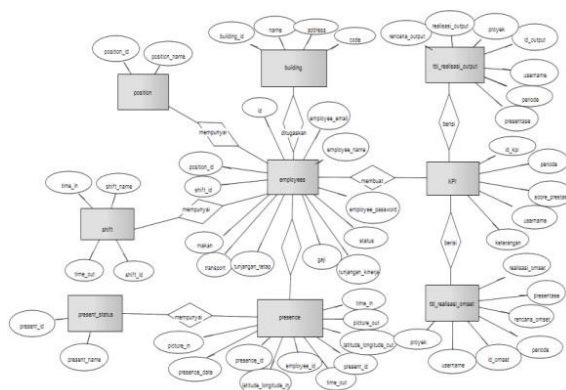 position_id
position_name
position
mempunyai
building_id
name
address
code
building
ditugaskan
rencana_output
realisasi_output
proyek
id_output
username
periode
presentase
tbl_realisasi_output
berisi
id
employee_email
employee_name
position_id
shift_id
employees
membuat
employee_password
status
gaji
tunjangan_kinerja
tunjangan_tetap
transport
makan
time_in
shift_name
shift
mempunyai
time_out
shift_id
KPI
id_kpi
periode
score_prestasi
username
keterangan
berisi
present_status
mempunyai
present_id
present_name
presence
time_in
picture_out
latitude_longitude_out
picture_in
presence_date
presence_id
latitude_longitude_in
employee_id
time_out
present_id
tbl_realisasi_omset
realisasi_omset
presentase
rencana_omset
periode
id_omset
username
proyek